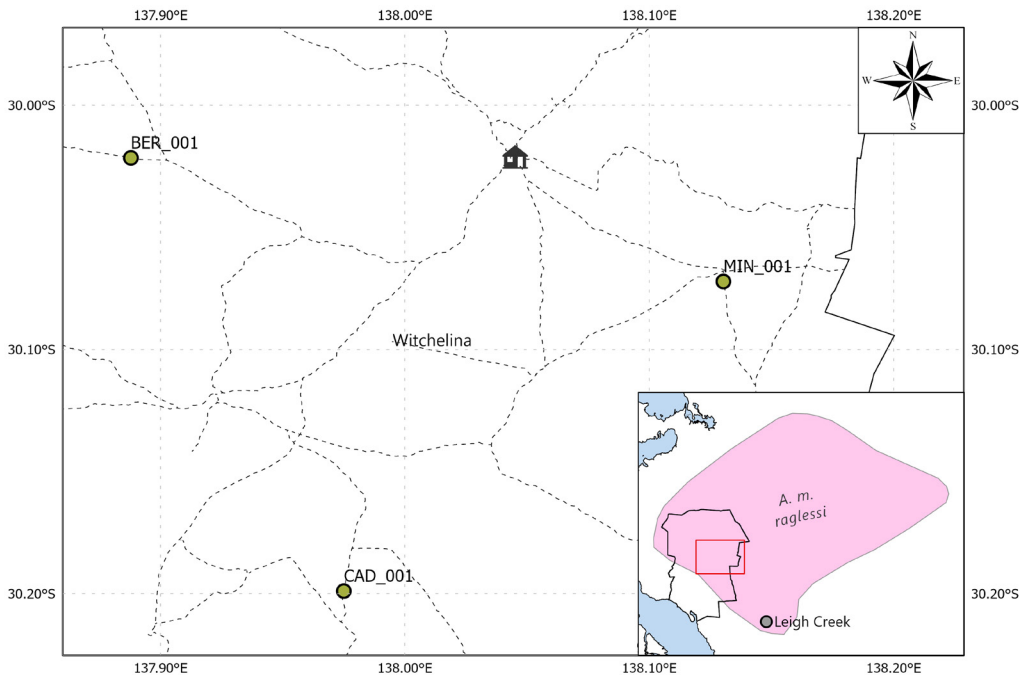 137.90°E
138.00°E
138.10°E
138.20°E
N
W
E
S
30.00°S
30.00°S
BER_001
MIN_001
Witchelina
30.10°S
30.10°S
A. m.
raglessi
CAD_001
30.20°S
30.20°S
Leigh Creek
137.90°E
138.00°E
138.10°E
138.20°E